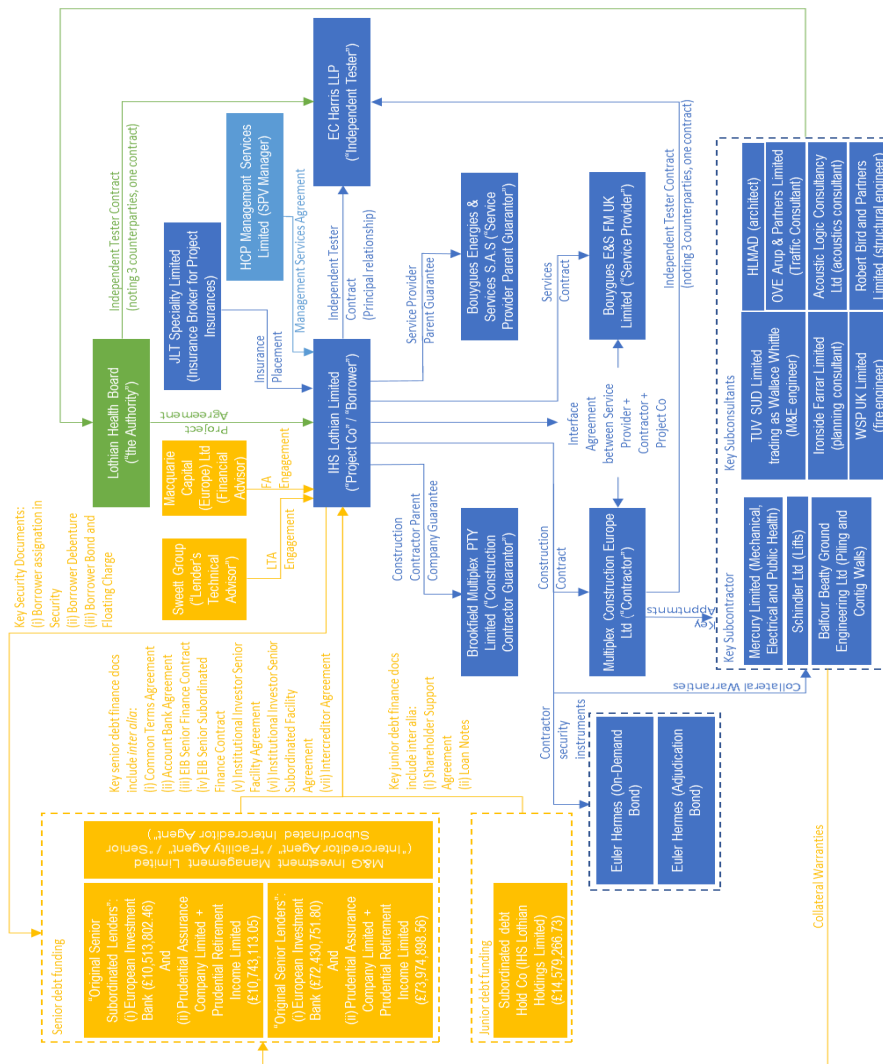 Lothian Health Board
("the Authority")
Independent Tester Contract
(noting 3 counterparties, one contract)
Key Security Documents:
(i) Borrower assignation in
Security
(ii) Borrower Debenture
(iii) Borrower Bond and
Floating Charge
Sweett Group
("Lender's
Technical
Advisor")
Macquarie
Capital
(Europe) Ltd
(Financial
Advisor)
Project
Agreement
JLT Speciality Limited
(Insurance Broker for Project
Insurances)
HCP Management Services
Limited (SPV Manager)
LTA
Engagement
FA
Engagement
Insurance
Placement
Management Services Agreement
IHS Lothian Limited
("Project Co" / "Borrower")
Independent Tester
Contract
(Principal relationship)
EC Harris LLP
("Independent Tester")
Key senior debt finance docs
include inter alia:
(i) Common Terms Agreement
(ii) Account Bank Agreement
(iii) EIB Senior Finance Contract
(iv) EIB Senior Subordinated
Finance Contract
(v) Institutional Investor Senior
Facility Agreement
(vi) Institutional Investor Senior
Subordinated Facility
Agreement
(vii) Intercreditor Agreement
Key Junior debt finance docs
include inter alia:
(i) Shareholder Support
Agreement
(ii) Loan Notes
Senior debt funding
"Original Senior
Subordinated Lenders":
(i) European Investment
Bank (£10,513,802.46)
And
(ii) Prudential Assurance
Company Limited +
Prudential Retirement
Income Limited
(£10,743,113.05)
"Original Senior Lenders":
(i) European Investment
Bank (£72,430,751.80)
And
(ii) Prudential Assurance
Company Limited +
Prudential Retirement
Income Limited
(£73,974,898.56)
M&G Investment Management Limited
("Intercreditor Agent" / "Facility Agent" / "Senior
Subordinated Intercreditor Agent")
Junior debt funding
Subordinated debt
Hold Co (IHS Lothian
Holdings Limited)
(£14,579,266.73)
Construction
Contractor Parent
Company Guarantee
Service Provider
Parent Guarantee
Brookfield Multiplex PTY
Limited ("Construction
Contractor Guarantor")
Bouygues Energies &
Services S.A.S ("Service
Provider Parent Guarantor")
Construction
Contract
Interface
Agreement
between Service
Provider +
Contractor +
Project Co
Services
Contract
Multiplex Construction Europe
Ltd ("Contractor")
Bouygues E&S FM UK
Limited ("Service Provider")
Contractor
security
instruments
Key
Appntmnts
Independent Tester Contract
(noting 3 counterparties, one contract)
Euler Hermes (On-Demand
Bond)
Euler Hermes (Adjudication
Bond)
Collateral Warranties
Key Subcontractor
Mercury Limited (Mechanical,
Electrical and Public Health)
Schindler Ltd (Lifts)
Balfour Beatty Ground
Engineering Ltd (Piling and
Contig Walls)
Key Subconsultants
TUV SUD Limited
trading as Wallace Whittle
(M&E engineer)
Ironside Farrar Limited
(planning consultant)
WSP UK Limited
(fire engineer)
HLMAD (architect)
OVE Arup & Partners Limited
(Traffic Consultant)
Acoustic Logic Consultancy
Ltd (acoustics consultant)
Robert Bird and Partners
Limited (structural engineer)
Collateral Warranties